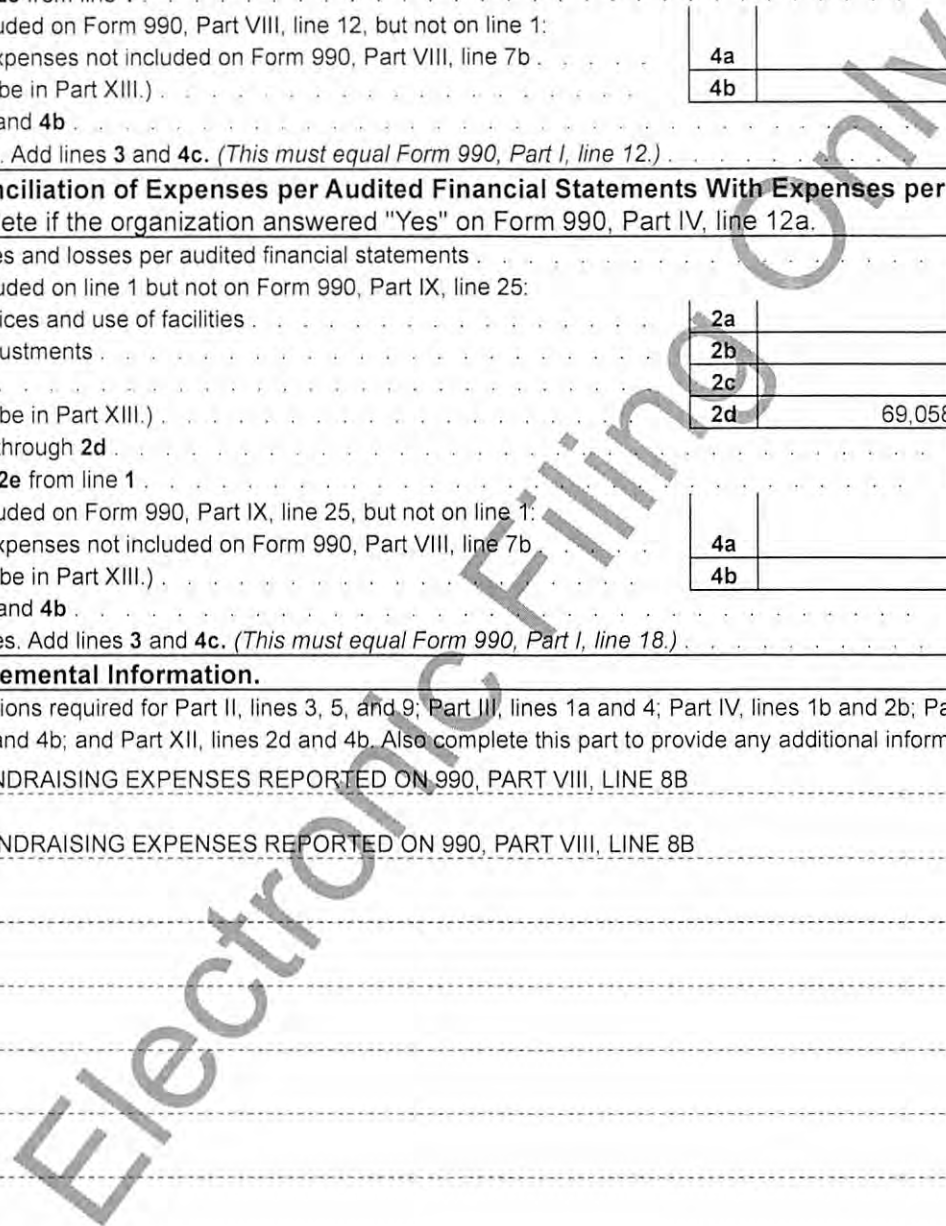 uded on Form 990, Part VIII, line 12, but not on line 1:
xpenses not included on Form 990, Part VIII, line 7b 4a
be in Part XIII.) 4b
and 4b
. Add lines 3 and 4c. (This must equal Form 990, Part I, line 12.)
nciliation of Expenses per Audited Financial Statements With Expenses per
ete if the organization answered "Yes" on Form 990, Part IV, line 12a.
es and losses per audited financial statements
uded on line 1 but not on Form 990, Part IX, line 25:
ices and use of facilities 2a
ustments 2b
2c
be in Part XIII.) 2d 69,058
hrough 2d
2e from line 1
uded on Form 990, Part IX, line 25, but not on line 1:
xpenses not included on Form 990, Part VIII, line 7b 4a
be in Part XIII.) 4b
and 4b
es. Add lines 3 and 4c. (This must equal Form 990, Part I, line 18.)
emental Information.
ions required for Part II, lines 3, 5, and 9; Part III, lines 1a and 4; Part IV, lines 1b and 2b; Pa
and 4b; and Part XII, lines 2d and 4b. Also complete this part to provide any additional inform
NDRAISING EXPENSES REPORTED ON 990, PART VIII, LINE 8B
NDRAISING EXPENSES REPORTED ON 990, PART VIII, LINE 8B
Electronic Filing Only